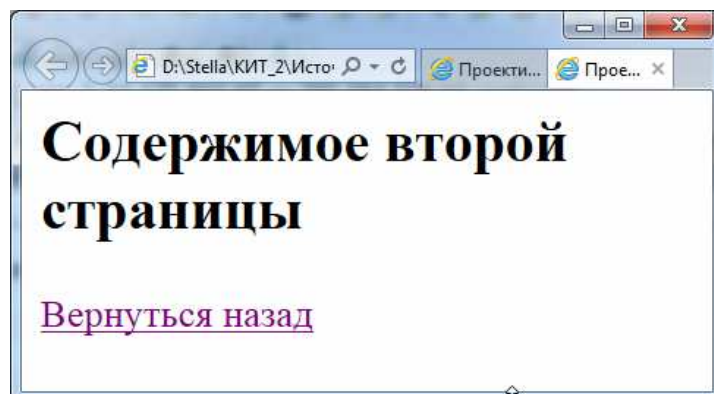 D:\Stella\КИТ_2\Исто
Проекти...
Прое...
Содержимое второй
страницы
Вернуться назад